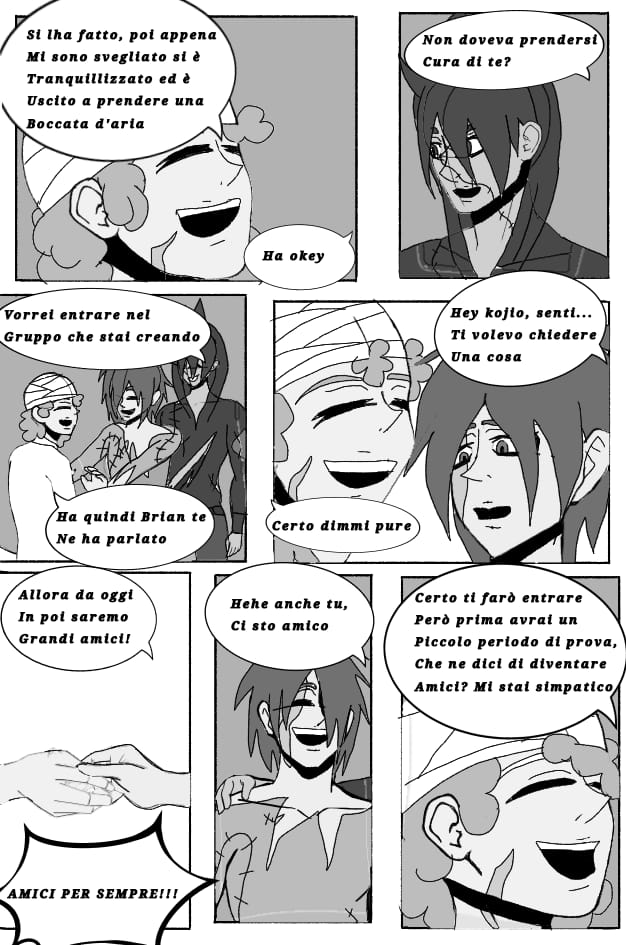 Non doveva prendersi
Cura di te?
Si lha fatto, poi appena
Mi sono svegliato si è
Tranquillizzato ed è
Uscito a prendere una
Boccata d'aria
Ha okey
Hey kojio, senti...
Ti volevo chiedere
Una cosa
Certo dimmi pure
Vorrei entrare nel
Gruppo che stai creando
Ha quindi Brian te
Ne ha parlato
Certo ti farò entrare
Però prima avrai un
Piccolo periodo di prova,
Che ne dici di diventare
Amici? Mi stai simpatico
Hehe anche tu,
Ci sto amico
Allora da oggi
In poi saremo
Grandi amici!
AMICI PER SEMPRE!!!